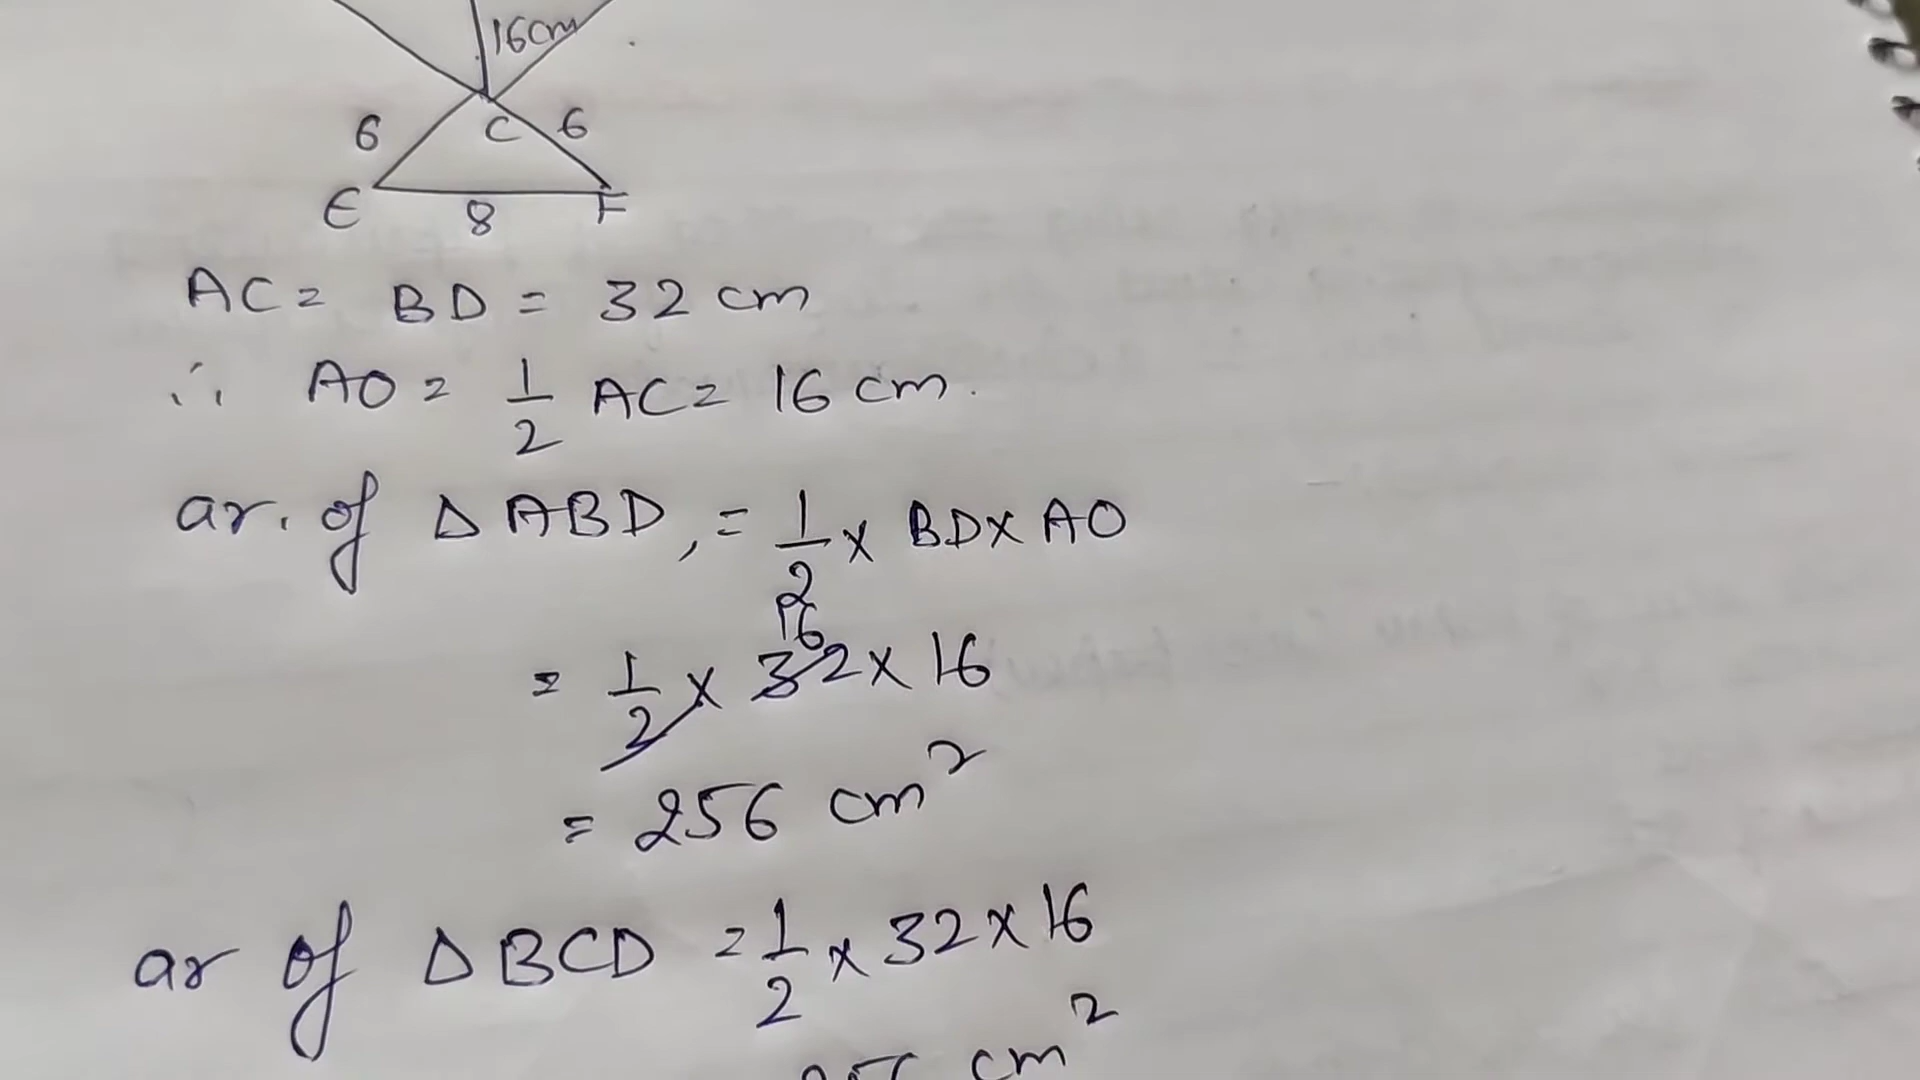 16cm
6 C 6
E 8 F
AC = BD = 32 cm
∴ AO = 1/2 AC = 16 cm.
ar. of △ ABD, = 1/2 × BD × AO
16
= 1/2 × 32 × 16
= 256 cm²
ar of △ BCD = 1/2 × 32 × 16
cm²